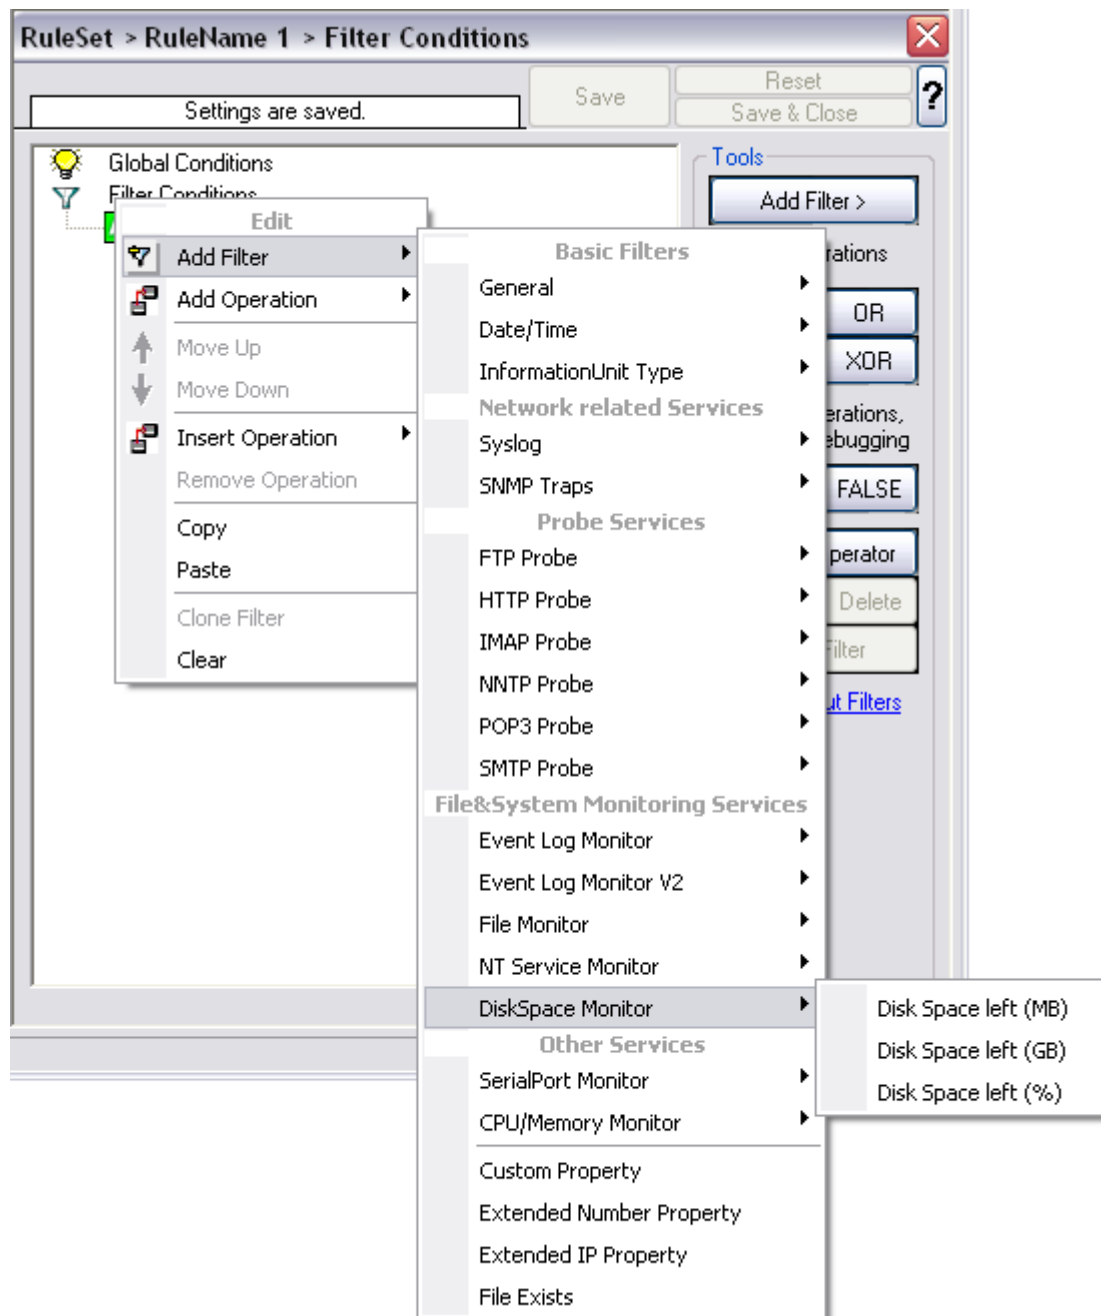 RuleSet > RuleName 1 > Filter Conditions
Settings are saved.
Save
Reset
Save & Close
?
Global Conditions
Filter Conditions
Tools
Add Filter >
OR
XOR
FALSE
Delete
Edit
Add Filter
Add Operation
Move Up
Move Down
Insert Operation
Remove Operation
Copy
Paste
Clone Filter
Clear
Basic Filters
General
Date/Time
InformationUnit Type
Network related Services
Syslog
SNMP Traps
Probe Services
FTP Probe
HTTP Probe
IMAP Probe
NNTP Probe
POP3 Probe
SMTP Probe
File&System Monitoring Services
Event Log Monitor
Event Log Monitor V2
File Monitor
NT Service Monitor
DiskSpace Monitor
Other Services
SerialPort Monitor
CPU/Memory Monitor
Custom Property
Extended Number Property
Extended IP Property
File Exists
Disk Space left (MB)
Disk Space left (GB)
Disk Space left (%)
Filters